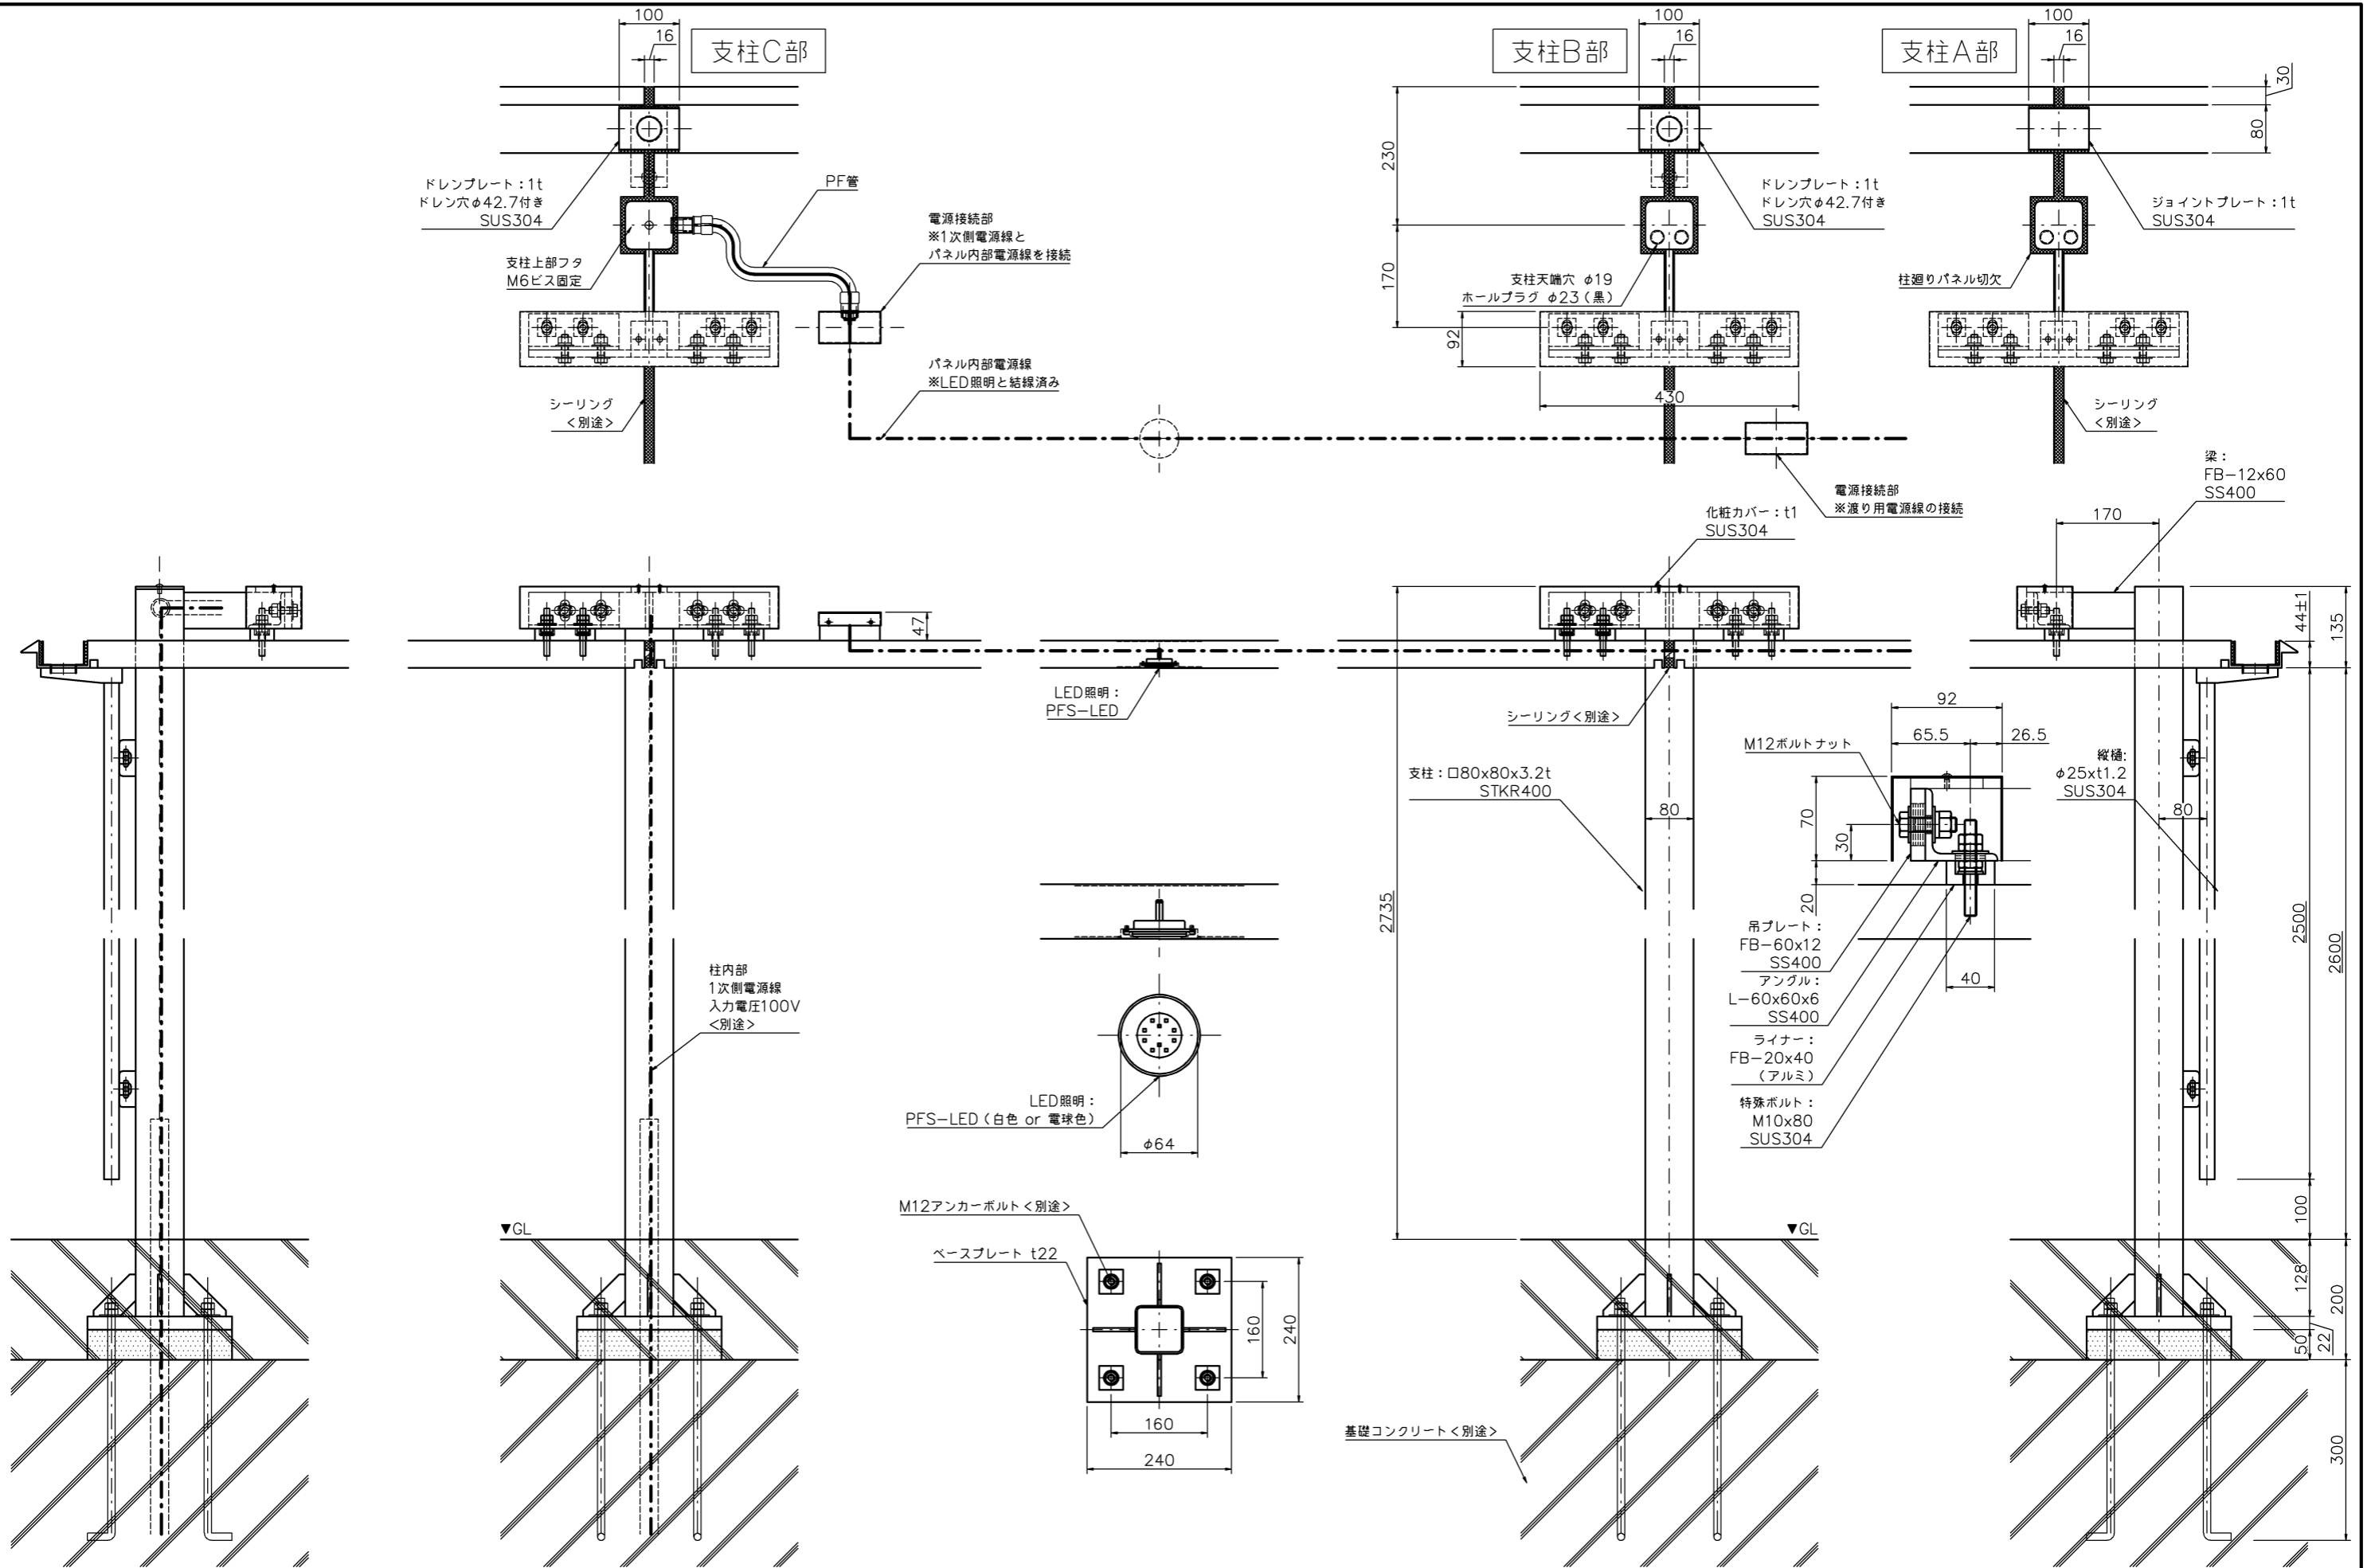 100
16
支柱C部
100
16
支柱B部
100
16
支柱A部
30
80
230
170
92
430
ドレンプレート：1t
ドレン穴φ42.7付き
SUS304
PF管
電源接続部
※1次側電源線と
パネル内部電源線を接続
支柱上部フタ
M6ビス固定
パネル内部電源線
※LED照明と結線済み
シーリング
＜別途＞
ドレンプレート：1t
ドレン穴φ42.7付き
SUS304
支柱天端穴 φ19
ホールプラグ φ23（黒）
ジョイントプレート：1t
SUS304
柱廻りパネル切欠
シーリング
＜別途＞
電源接続部
※渡り用電源線の接続
梁：
FB-12x60
SS400
化粧カバー：t1
SUS304
170
47
44±1
135
LED照明：
PFS-LED
シーリング＜別途＞
92
65.5
26.5
M12ボルトナット
支柱：口80x80x3.2t
STKR400
80
70
30
20
縦樋:
φ25xt1.2
SUS304
80
2735
2500
2600
吊プレート：
FB-60x12
SS400
アングル：
L-60x60x6
SS400
ライナー：
FB-20x40
（アルミ）
特殊ボルト：
M10x80
SUS304
40
柱内部
1次側電源線
入力電圧100V
＜別途＞
LED照明：
PFS-LED（白色 or 電球色）
φ64
M12アンカーボルト＜別途＞
ベースプレート t22
160
240
160
240
▼GL
▼GL
100
128
200
22
50
300
基礎コンクリート＜別途＞